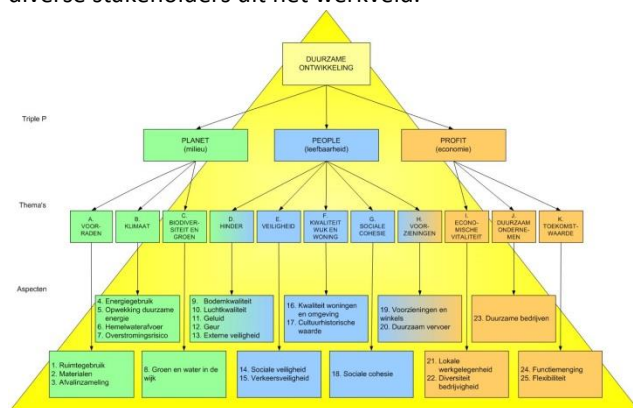 diverse stakeholders uit het werkveld.
DUURZAME
ONTWIKKELING
Triple P
PLANET
(milieu)
PEOPLE
(leefbaarheid)
PROFIT
(economie)
Thema's
A.
VOOR-
RADEN
B.
KLIMAAT
C.
BIODIVER-
SITEIT EN
GROEN
D.
HINDER
E.
VEILIGHEID
F.
KWALITEIT
WIJK EN
WONING
G.
SOCIALE
COHESIE
H.
VOOR-
ZIENINGEN
I.
ECONO-
MISCHE
VITALITEIT
J.
DUURZAAM
ONDERNE-
MEN
K.
TOEKOMST-
WAARDE
Aspecten
4. Energiegebruik
5. Opwekking duurzame
energie
6. Hemelwaterafvoer
7. Overstromingsrisico
9. Bodemkwaliteit
10. Luchtkwaliteit
11. Geluid
12. Geur
13. Externe veiligheid
16. Kwaliteit woningen
en omgeving
17. Cultuurhistorische
waarde
19. Voorzieningen en
winkels
20. Duurzaam vervoer
23. Duurzame bedrijven
1. Ruimtegebruik
2. Materialen
3. Afvalinzameling
8. Groen en water in de
wijk
14. Sociale veiligheid
15. Verkeersveiligheid
18. Sociale cohesie
21. Lokale
werkgelegenheid
22. Diversiteit
bedrijvigheid
24. Functiemenging
25. Flexibiliteit